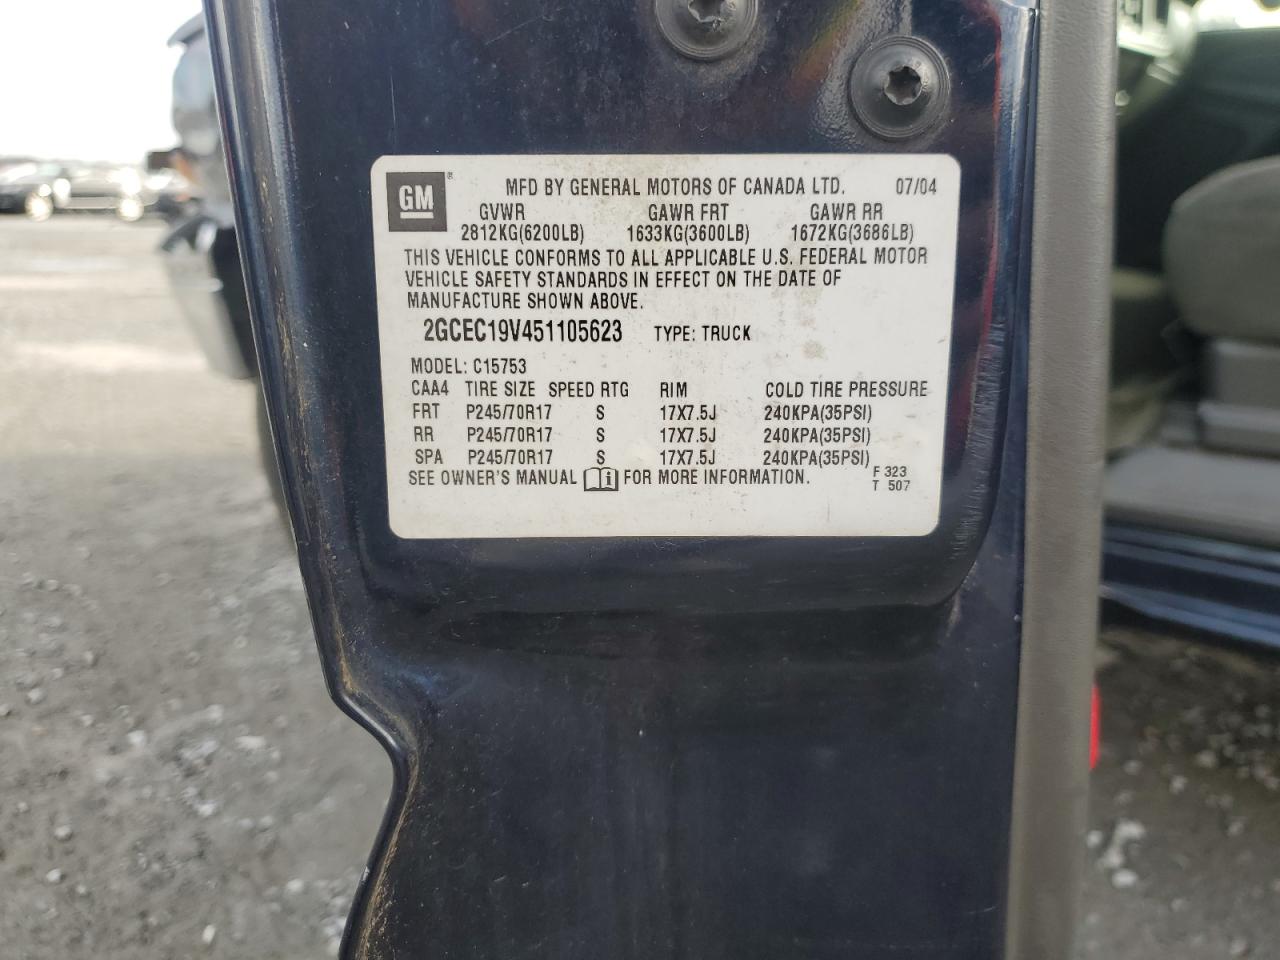 GM ® MFD BY GENERAL MOTORS OF CANADA LTD. 07/04
GVWR GAWR FRT GAWR RR
2812KG(6200LB) 1633KG(3600LB) 1672KG(3686LB)
THIS VEHICLE CONFORMS TO ALL APPLICABLE U.S. FEDERAL MOTOR
VEHICLE SAFETY STANDARDS IN EFFECT ON THE DATE OF
MANUFACTURE SHOWN ABOVE.
2GCEC19V451105623 TYPE: TRUCK
MODEL: C15753
CAA4 TIRE SIZE SPEED RTG RIM COLD TIRE PRESSURE
FRT P245/70R17 S 17X7.5J 240KPA(35PSI)
RR P245/70R17 S 17X7.5J 240KPA(35PSI)
SPA P245/70R17 S 17X7.5J 240KPA(35PSI)
SEE OWNER'S MANUAL FOR MORE INFORMATION.
F 323
T 507